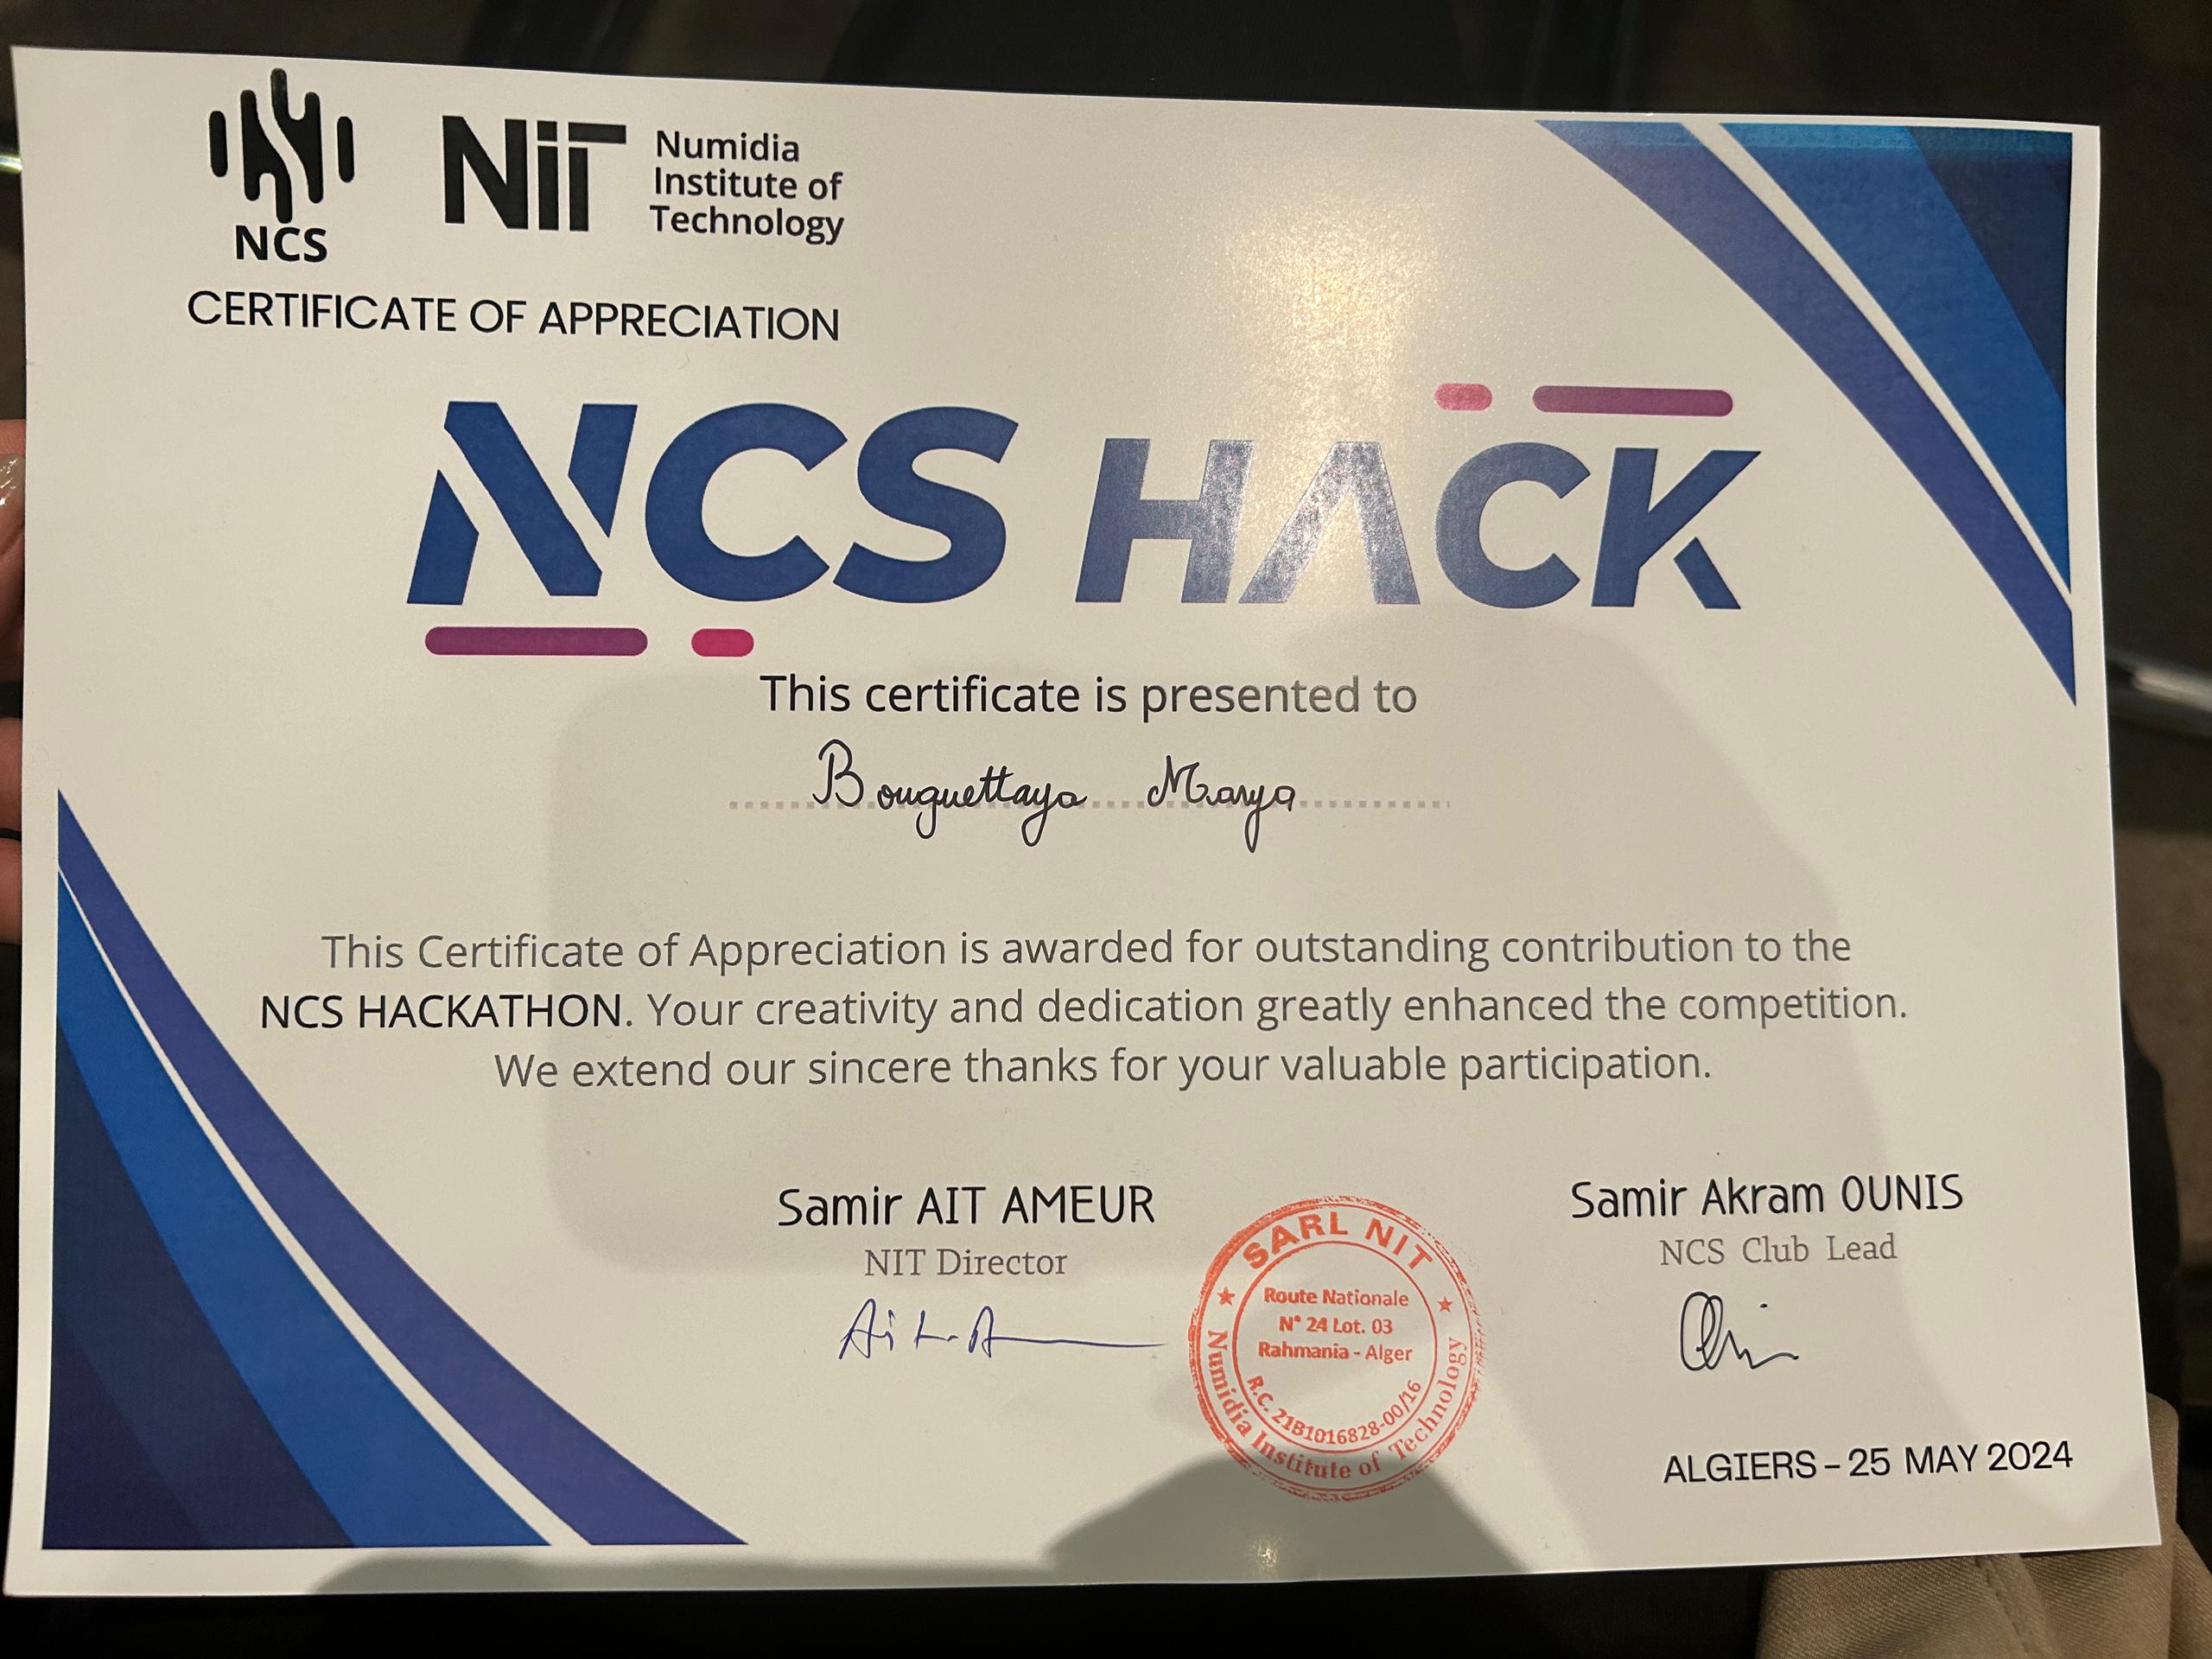 NCS
NiT
Numidia
Institute of
Technology
CERTIFICATE OF APPRECIATION
NCS HACK
This certificate is presented to
Bouguettaya Marya
This Certificate of Appreciation is awarded for outstanding contribution to the
NCS HACKATHON. Your creativity and dedication greatly enhanced the competition.
We extend our sincere thanks for your valuable participation.
Samir AIT AMEUR
NIT Director
Samir Akram OUNIS
NCS Club Lead
SARL NIT
Route Nationale
N° 24 Lot. 03
Rahmania - Alger
R.C. 21B1016828-00/16
Numidia Institute of Technology
ALGIERS – 25 MAY 2024